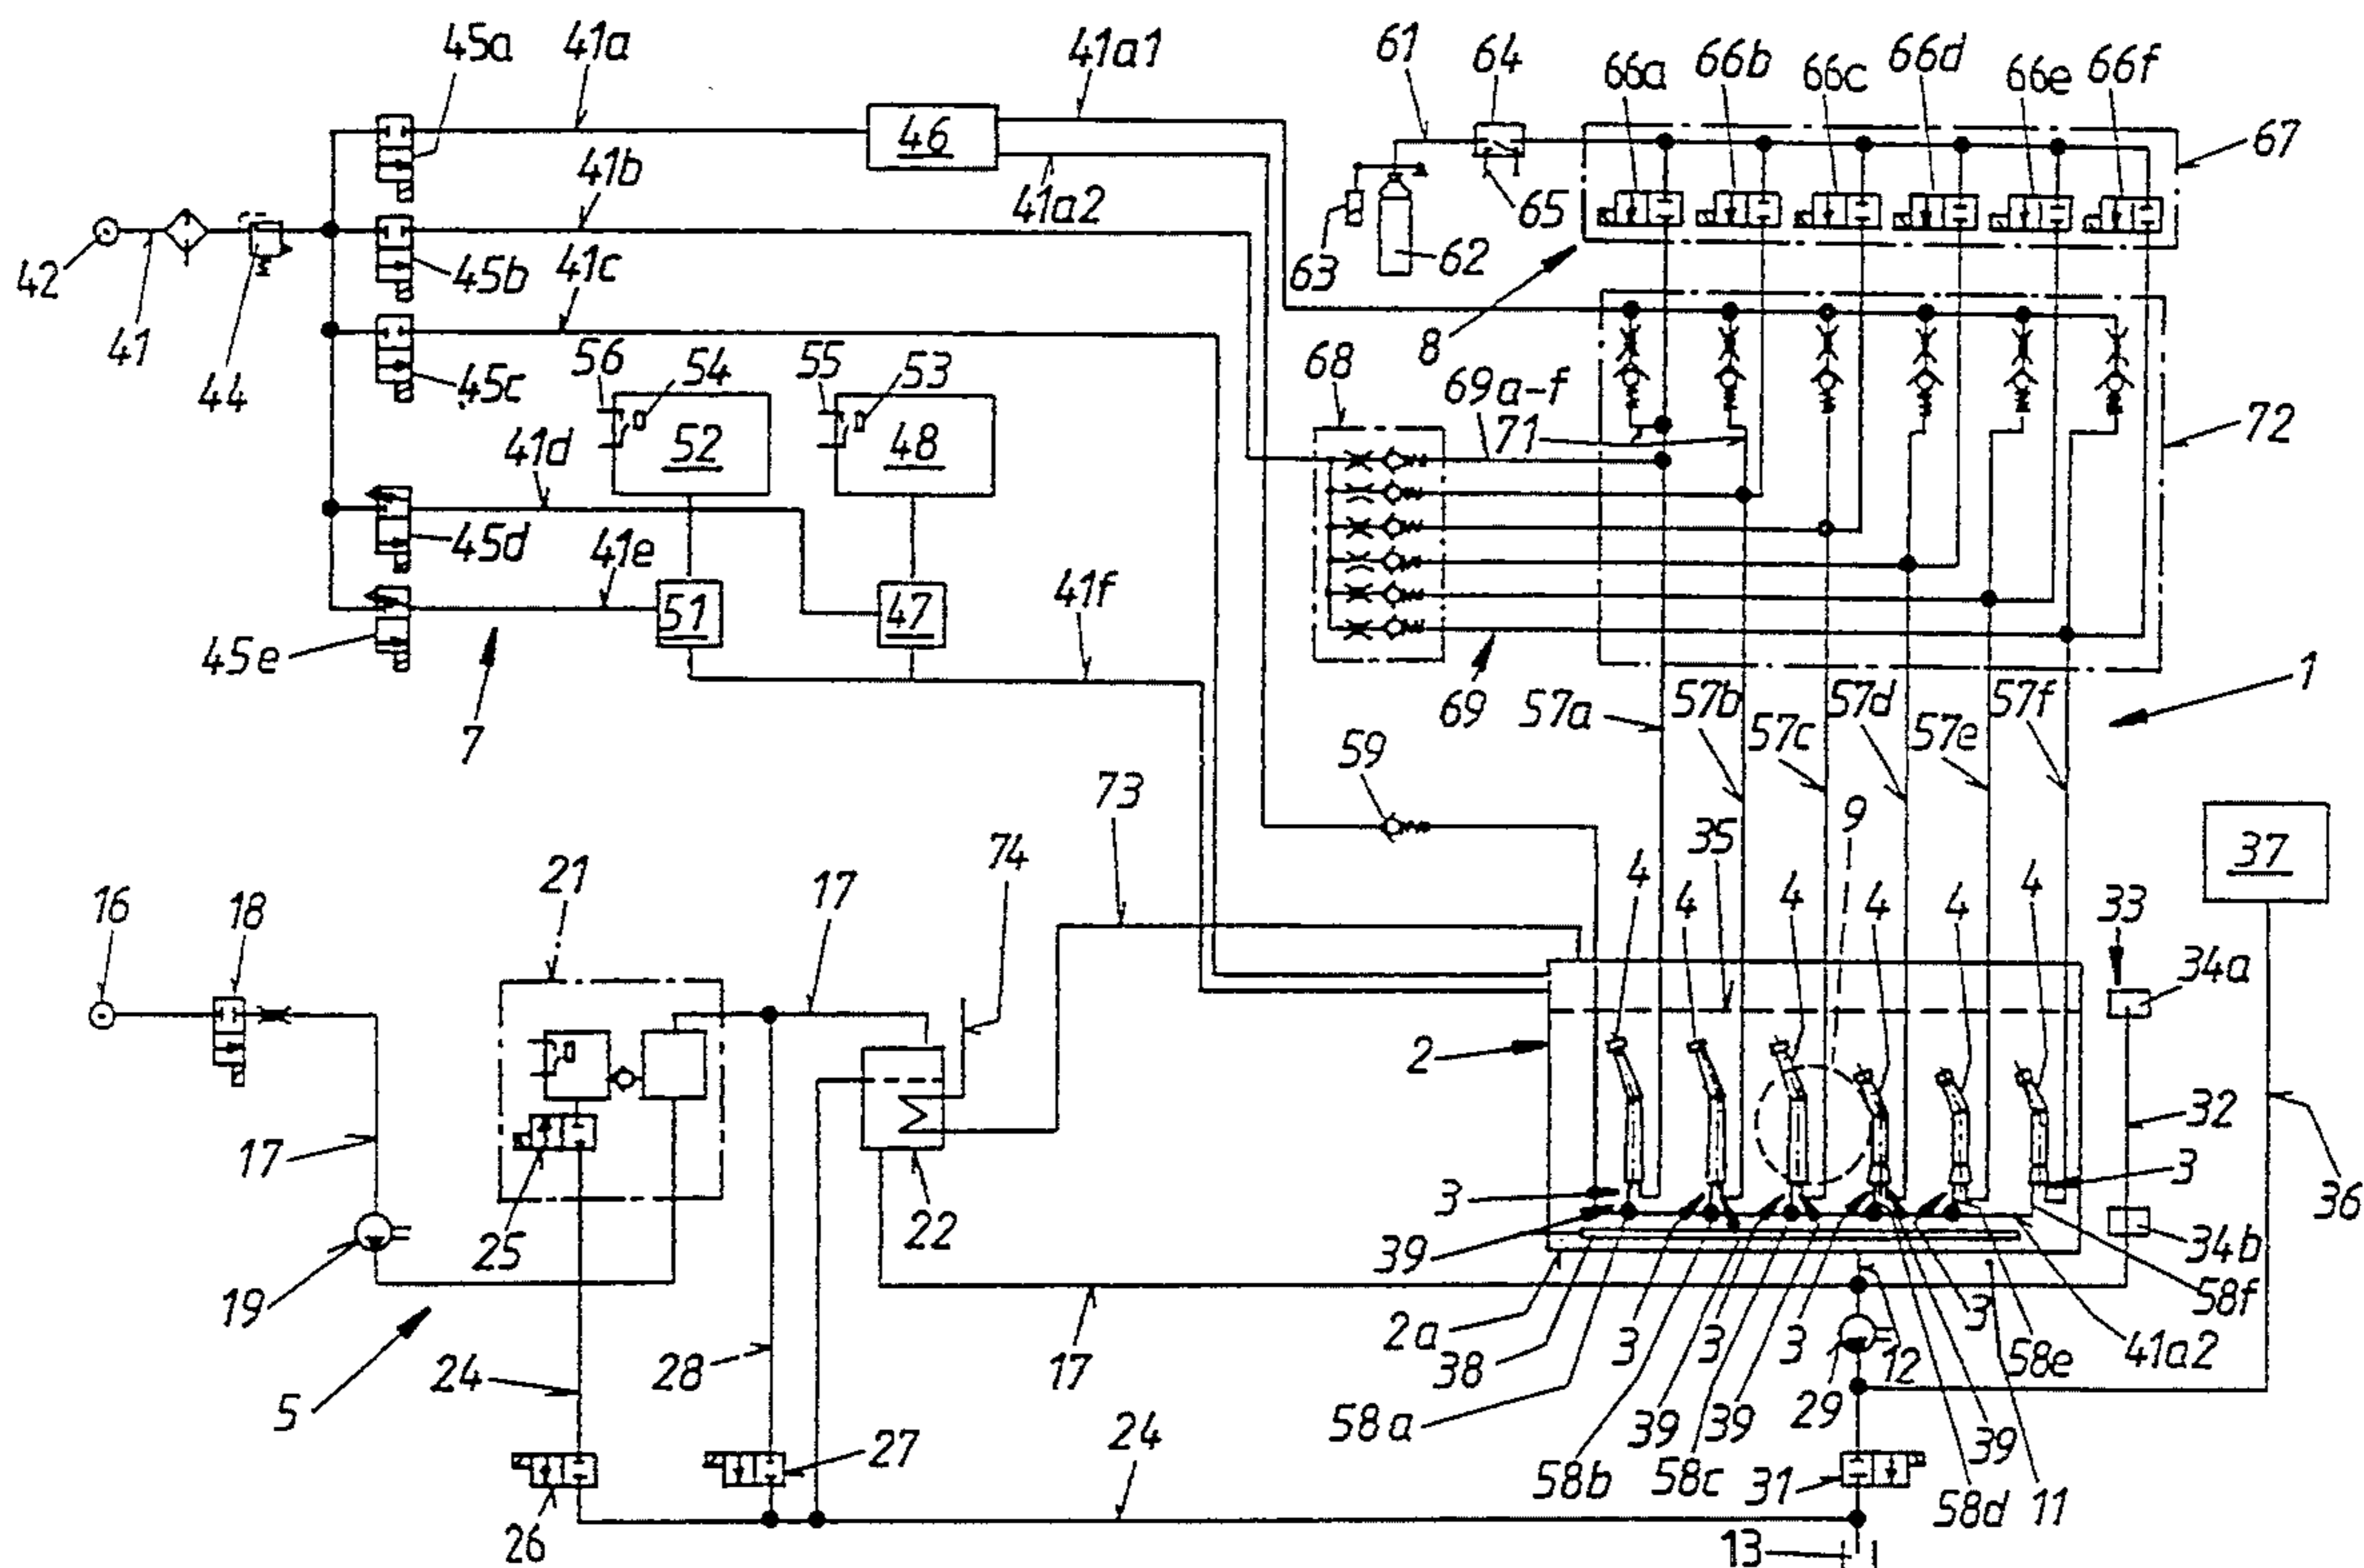 45a 41a 41a1 61 64 66a 66b 66c 66d 66e 66f
46 67
41b 41a2 65
42 41 44 45b 41c 63 62 8
45c 56 54 55 53 68 69a-f 71 72
52 48
41d
45d 41e 51 47 41f
45e 7 69 57a 57b 57c 57d 57e 57f 1
59
73 35 9 37
21 17 74 4 4 4 4 4 4 33
16 18 34a
2
17 32
25 22 3 3 36
39 34b
19 58f
5 24 28 17 2a 38 3 3 3 3 12 58e 41a2
58a 29
39 39 39
26 27 24 58b 58c 31 58d 11
13